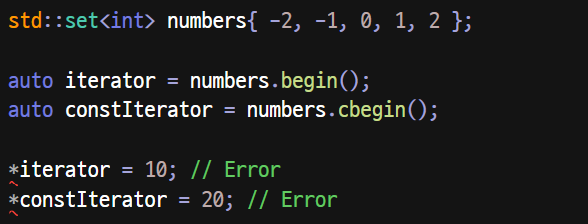 std::set<int> numbers{ -2, -1, 0, 1, 2 };
auto iterator = numbers.begin();
auto constIterator = numbers.cbegin();
*iterator = 10; // Error
*constIterator = 20; // Error